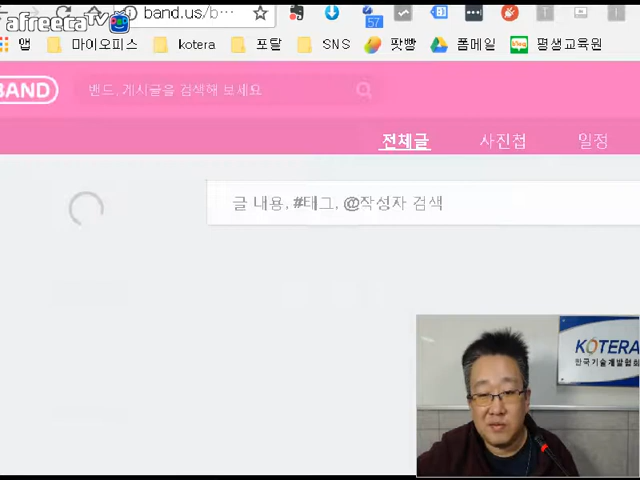 afreecaTV
band.us/b…
57
앱 마이오피스 kotera 포탈 SNS 팟빵 폼메일 평생교육원
BAND 밴드, 게시글을 검색해 보세요
전체글 사진첩 일정
글 내용, #태그, @작성자 검색
KOTERA
한국기술개발협회